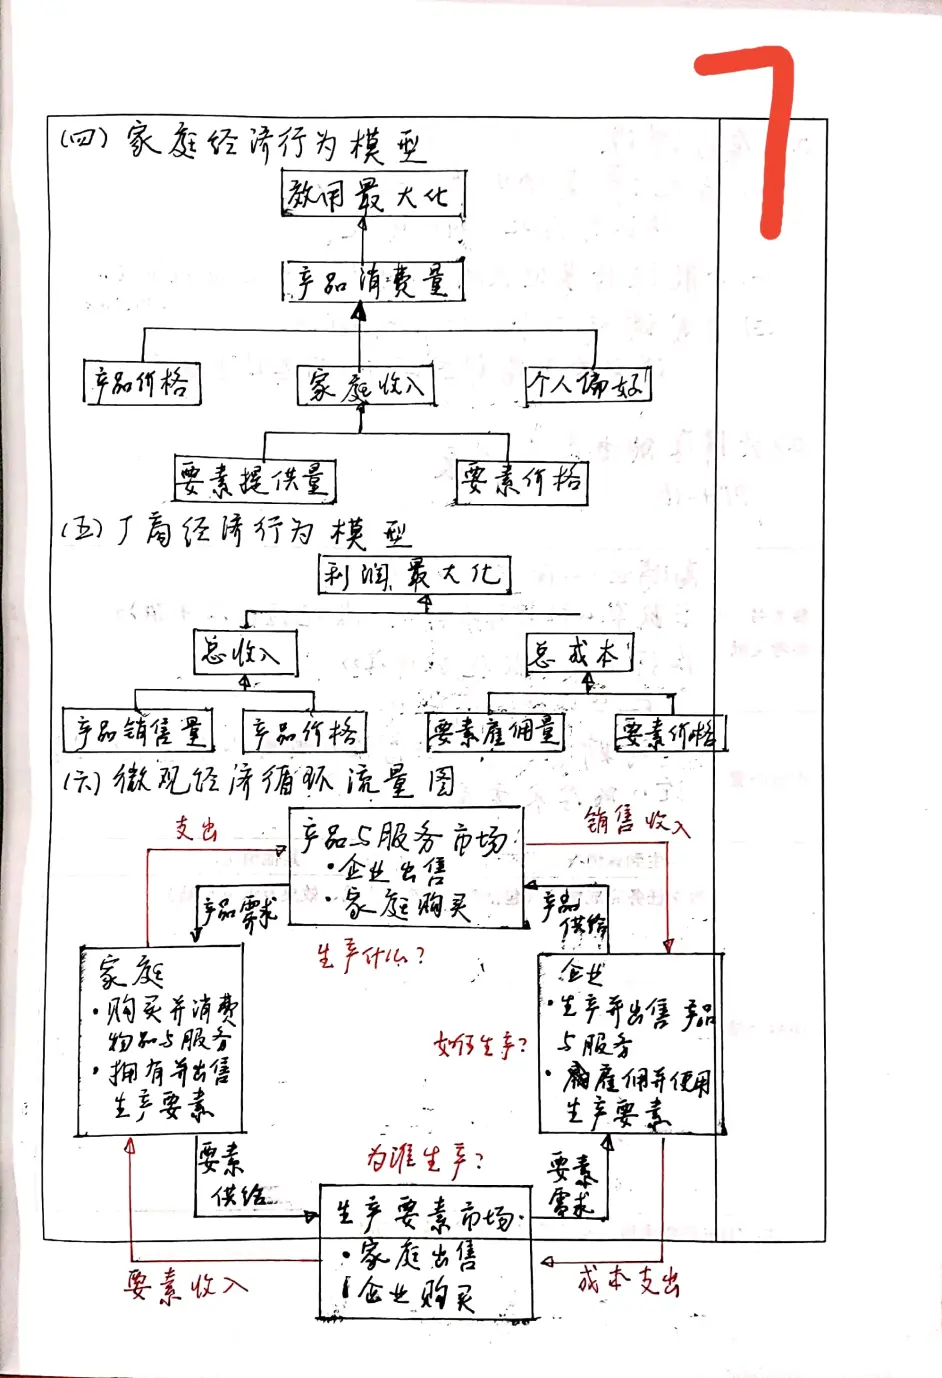 7
(四) 家庭经济行为模型
效用最大化
产品消费量
产品价格
家庭收入
个人偏好
要素提供量
要素价格
(五) 厂商经济行为模型
利润最大化
总收入
总成本
产品销售量
产品价格
要素雇佣量
要素价格
(六) 微观经济循环流量图
支出
产品与服务市场:
·企业出售
·家庭购买
销售收入
产品需求
产品
供给
生产什么?
家庭
·购买并消费
物品与服务
·拥有并出售
生产要素
如何生产?
企业
·生产并出售产品
与服务
·雇佣并使用
生产要素
要素
供给
为谁生产?
要素
需求
生产要素市场:
·家庭出售
企业购买
要素收入
成本支出